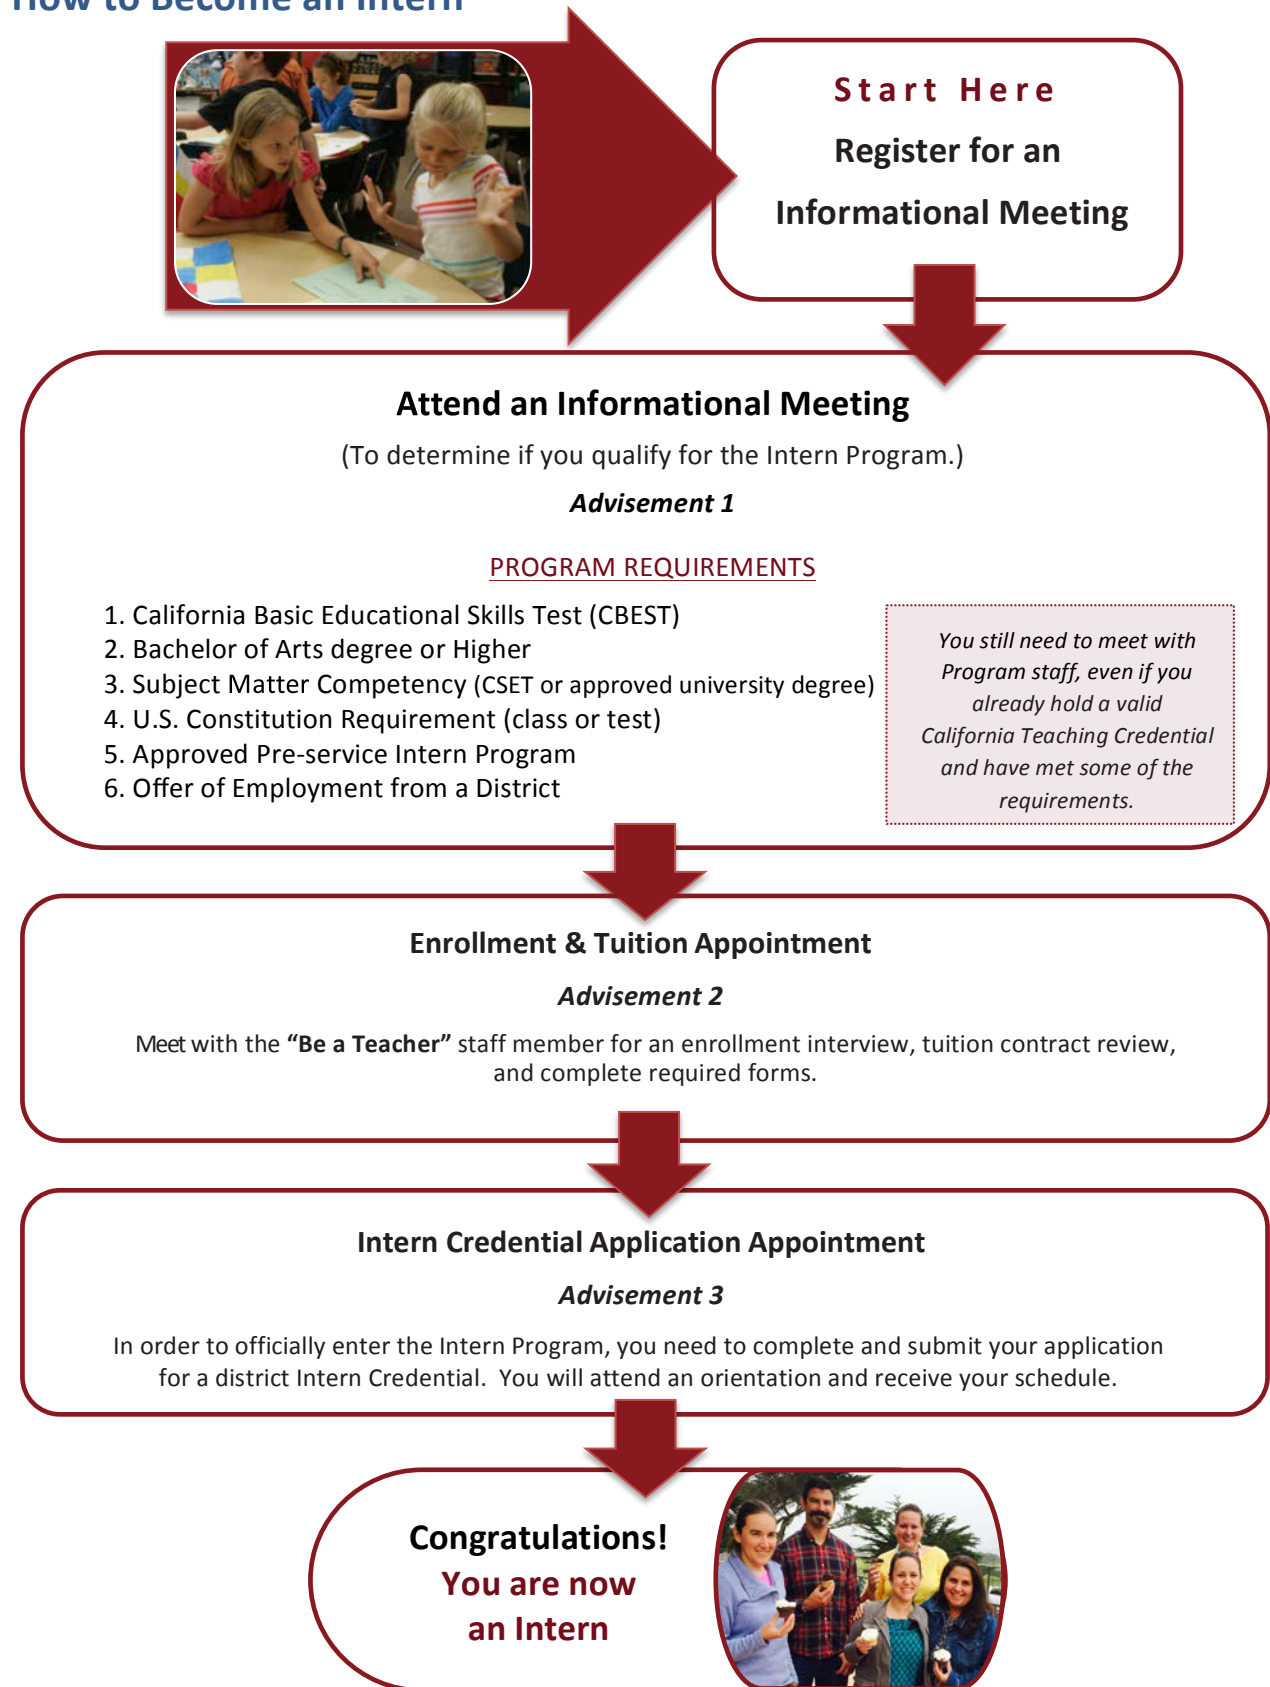 How to Become an Intern
Start Here
Register for an
Informational Meeting
Attend an Informational Meeting
(To determine if you qualify for the Intern Program.)
Advisement 1
PROGRAM REQUIREMENTS
1. California Basic Educational Skills Test (CBEST)
2. Bachelor of Arts degree or Higher
3. Subject Matter Competency (CSET or approved university degree)
4. U.S. Constitution Requirement (class or test)
5. Approved Pre-service Intern Program
6. Offer of Employment from a District
You still need to meet with
Program staff, even if you
already hold a valid
California Teaching Credential
and have met some of the
requirements.
Enrollment & Tuition Appointment
Advisement 2
Meet with the “Be a Teacher” staff member for an enrollment interview, tuition contract review,
and complete required forms.
Intern Credential Application Appointment
Advisement 3
In order to officially enter the Intern Program, you need to complete and submit your application
for a district Intern Credential. You will attend an orientation and receive your schedule.
Congratulations!
You are now
an Intern